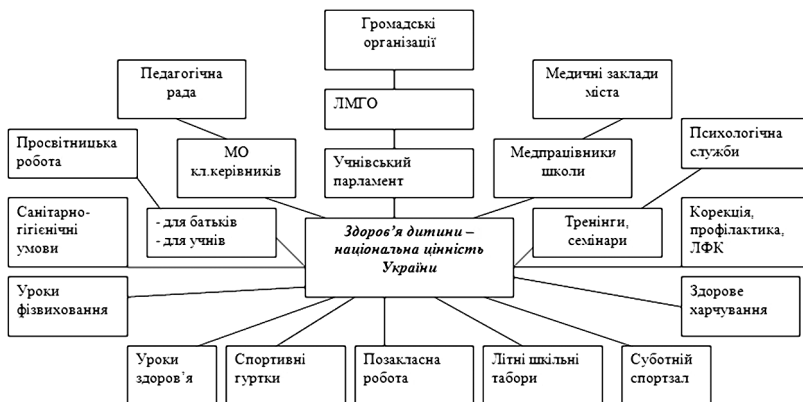 Громадські
організації
Педагогічна
рада
Медичні заклади
міста
ЛМГО
Просвітницька
робота
МО
кл.керівників
Учнівський
парламент
Медпрацівники
школи
Психологічна
служби
Санітарно-
гігієнічні
умови
- для батьків
- для учнів
Здоров’я дитини –
національна цінність
України
Тренінги,
семінари
Корекція,
профілактика,
ЛФК
Уроки
фізвиховання
Здорове
харчування
Уроки
здоров’я
Спортивні
гуртки
Позакласна
робота
Літні шкільні
табори
Суботній
спортзал